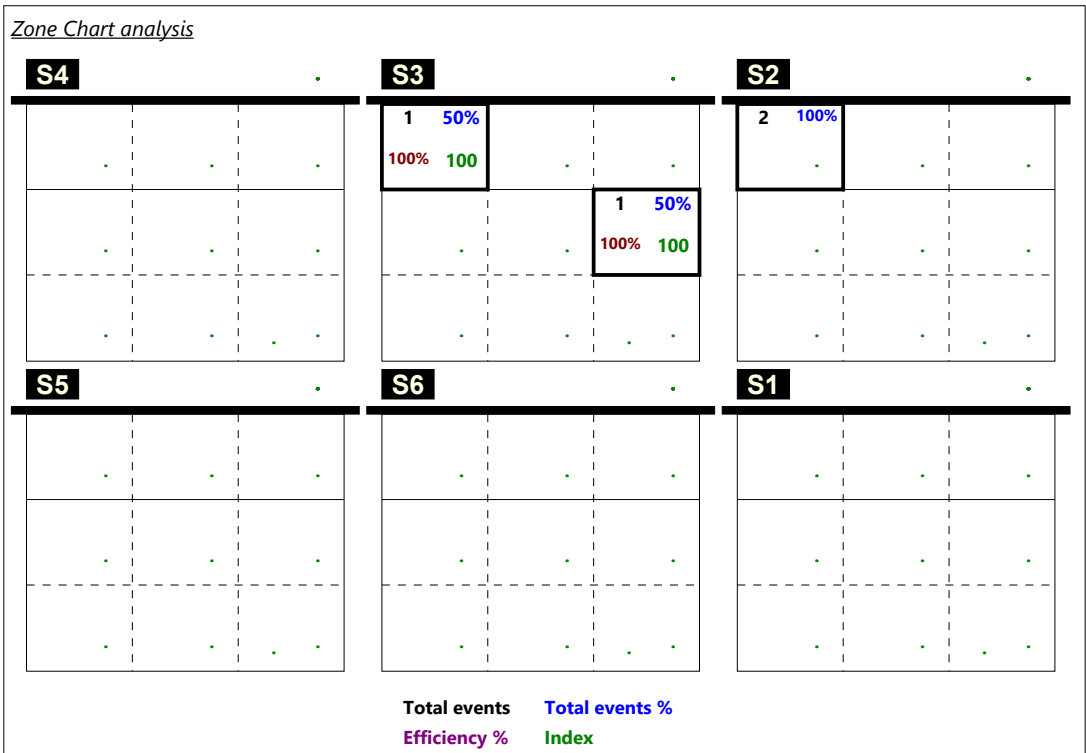 Zone Chart analysis
S4 S3 S2
1 50% 2 100%
100% 100
1 50%
100% 100
S5 S6 S1
Total events Total events %
Efficiency % Index